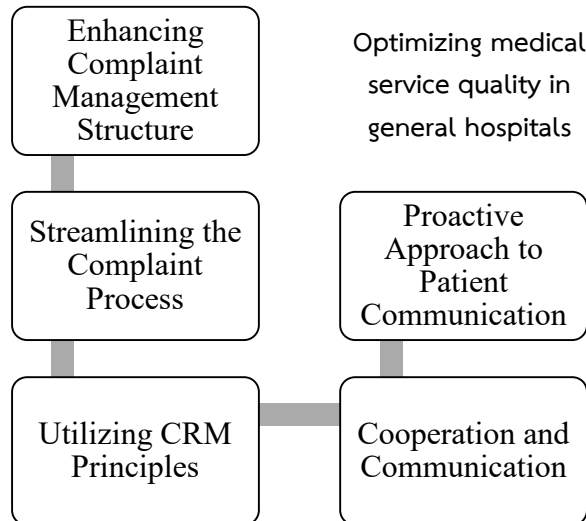 Enhancing
Complaint
Management
Structure
Optimizing medical
service quality in
general hospitals
Streamlining the
Complaint
Process
Proactive
Approach to
Patient
Communication
Utilizing CRM
Principles
Cooperation and
Communication